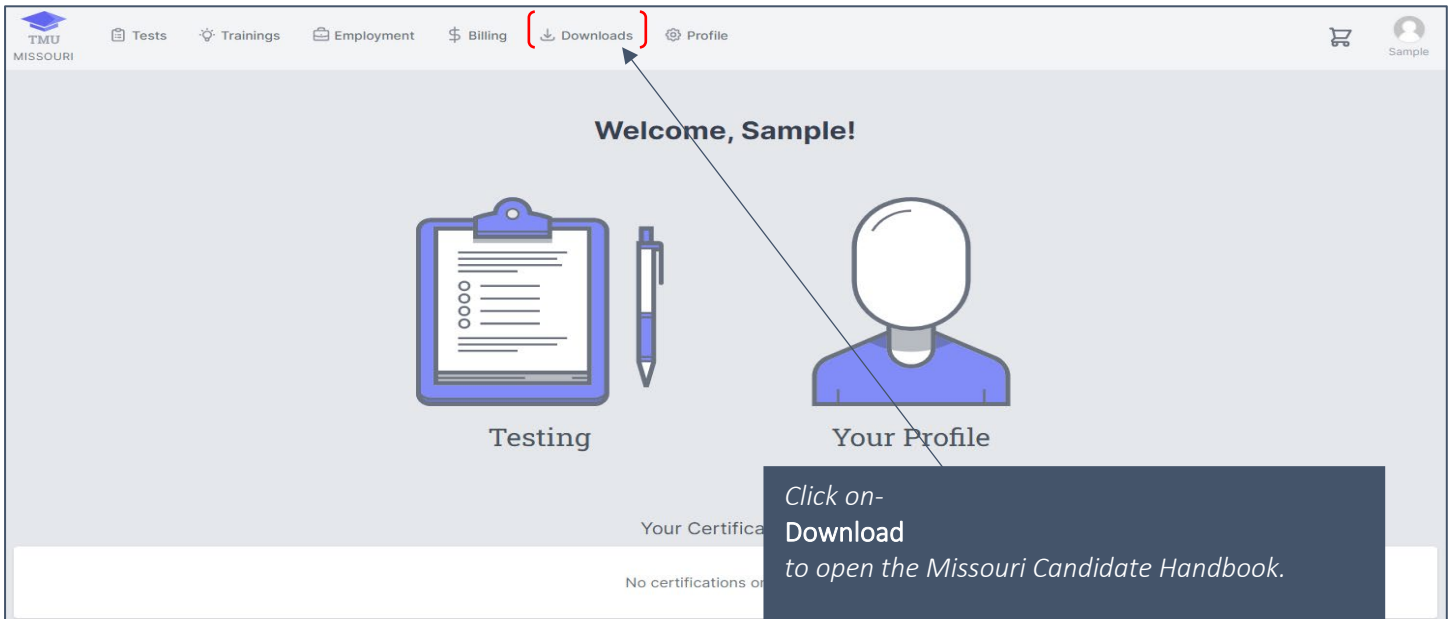 TMU
MISSOURI
Tests Trainings Employment $ Billing Downloads Profile
Sample
Welcome, Sample!
Testing Your Profile
Your Certifica
No certifications or
Click on-
Download
to open the Missouri Candidate Handbook.